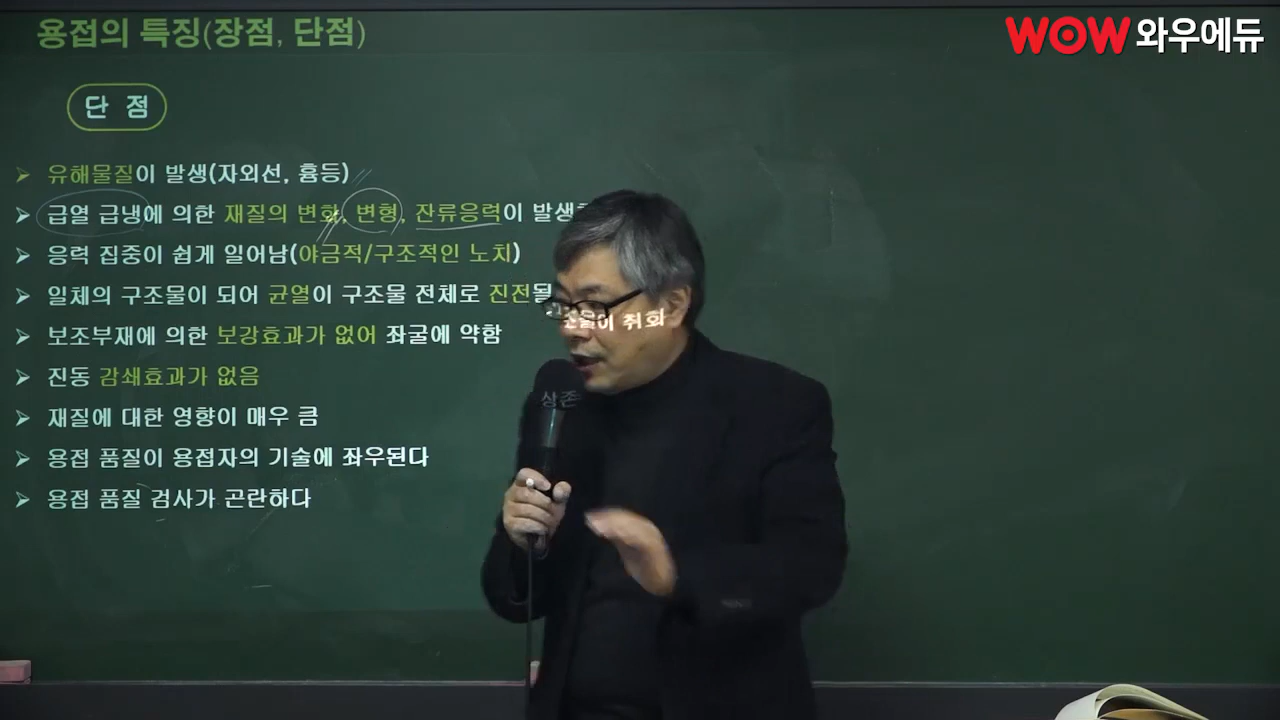 용접의 특징(장점, 단점)
WOW 와우에듀
단 점
유해물질이 발생(자외선, 흄등)
급열 급냉에 의한 재질의 변화, 변형, 잔류응력이 발생
응력 집중이 쉽게 일어남(야금적/구조적인 노치)
일체의 구조물이 되어 균열이 구조물 전체로 진전될
취화
보조부재에 의한 보강효과가 없어 좌굴에 약함
진동 감쇄효과가 없음
상존
재질에 대한 영향이 매우 큼
용접 품질이 용접자의 기술에 좌우된다
용접 품질 검사가 곤란하다